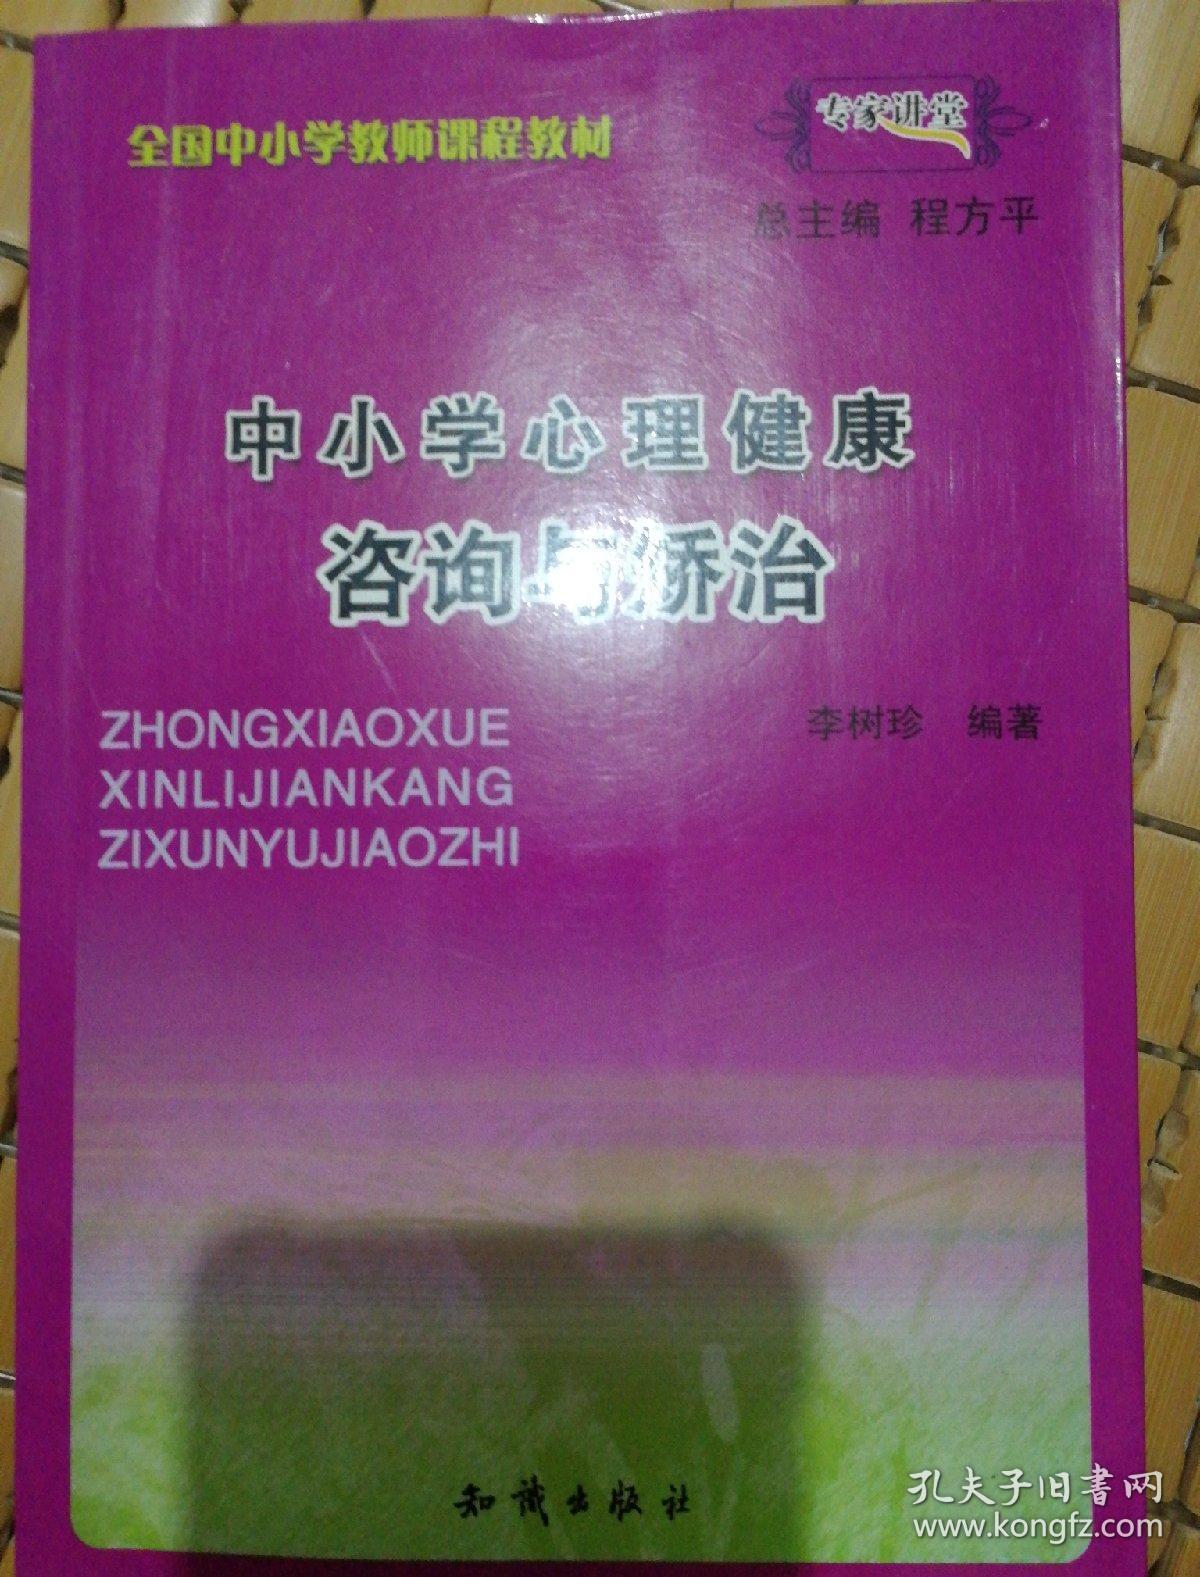 全国中小学教师课程教材
专家讲堂
总主编 程方平
中小学心理健康
咨询与矫治
李树珍 编著
ZHONGXIAOXUE
XINLIJIANKANG
ZIXUNYUJIAOZHI
知识出版社
孔夫子旧书网
www.kongfz.com